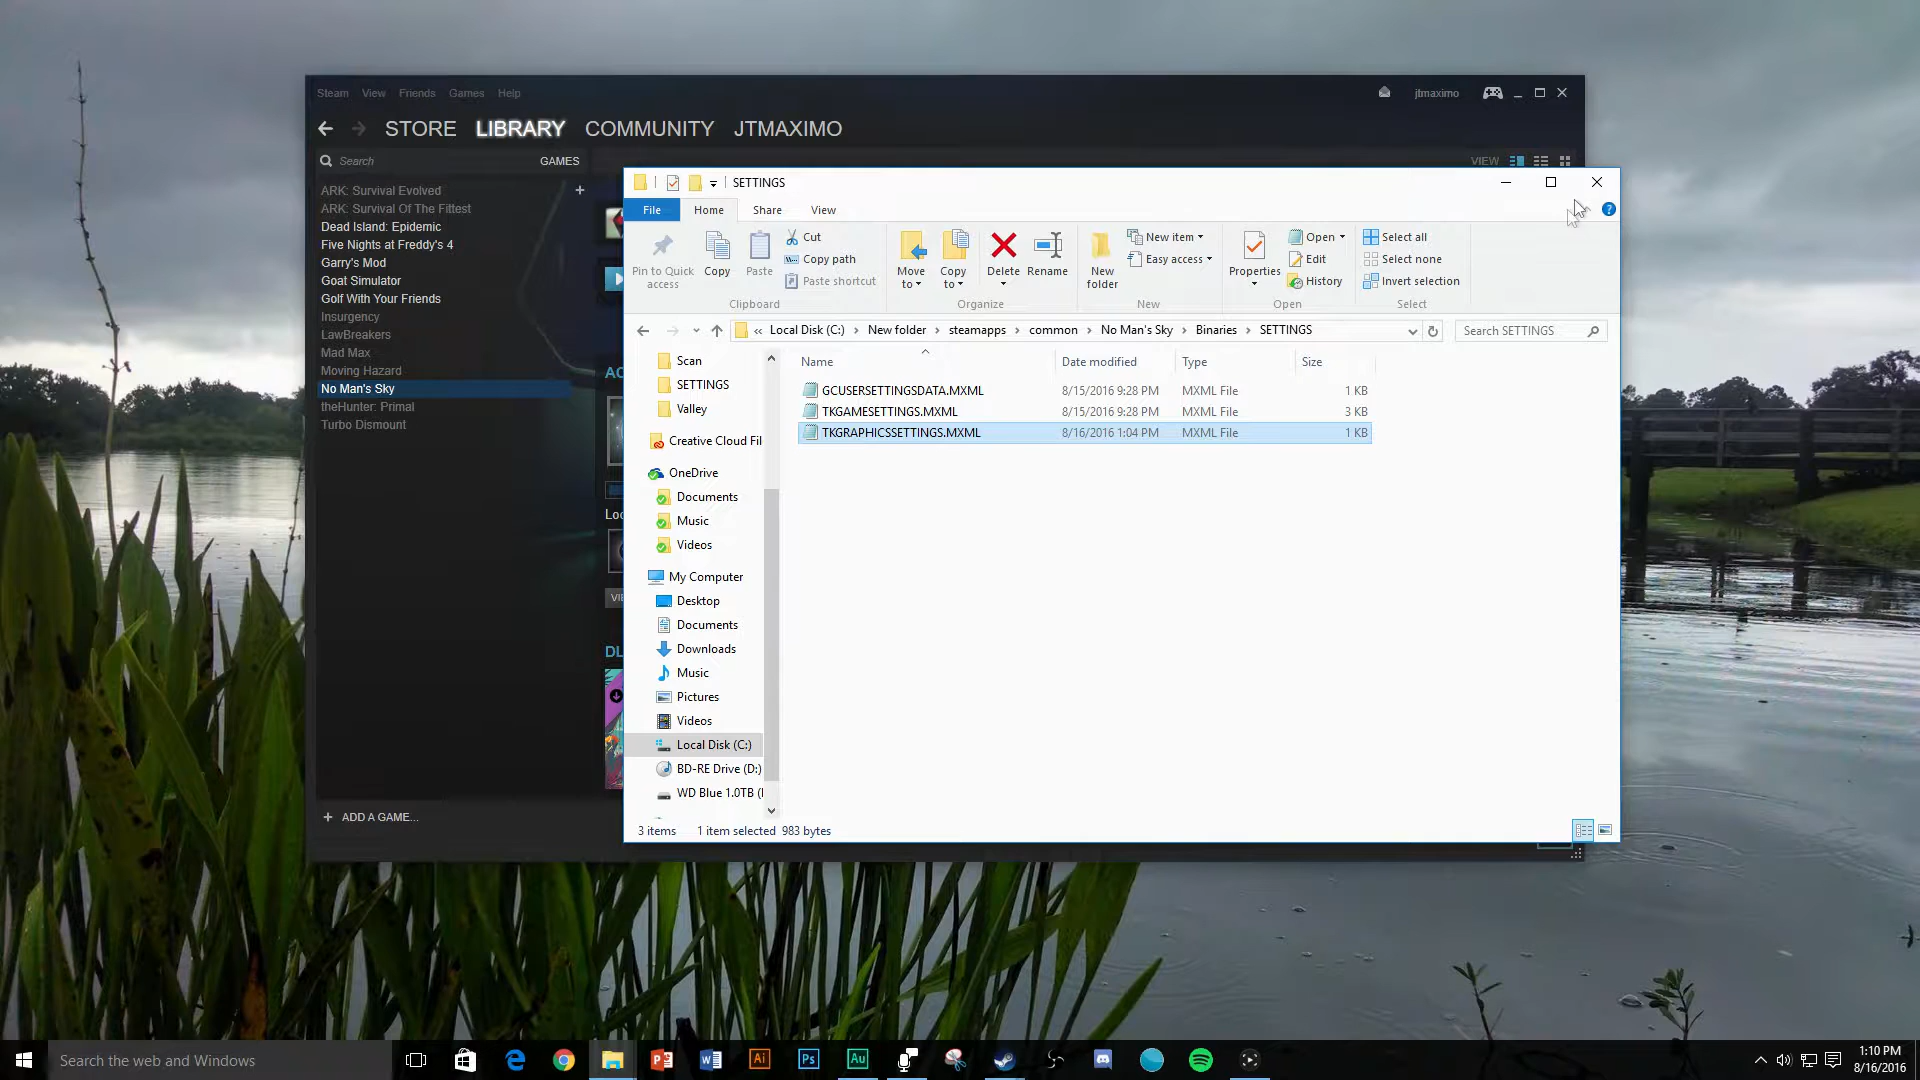 Steam View Friends Games Help
jtmaximo
STORE LIBRARY COMMUNITY JTMAXIMO
Search
GAMES
VIEW
ARK: Survival Evolved
ARK: Survival Of The Fittest
Dead Island: Epidemic
Five Nights at Freddy's 4
Garry's Mod
Goat Simulator
Golf With Your Friends
Insurgency
LawBreakers
Mad Max
Moving Hazard
No Man's Sky
theHunter: Primal
Turbo Dismount
+ ADD A GAME...
SETTINGS
File Home Share View
Pin to Quick access
Copy
Paste
Cut
Copy path
Paste shortcut
Clipboard
Move to
Copy to
Delete
Rename
Organize
New folder
New item
Easy access
New
Properties
Open
Edit
History
Open
Select all
Select none
Invert selection
Select
« Local Disk (C:) > New folder > steamapps > common > No Man's Sky > Binaries > SETTINGS
Search SETTINGS
Scan
SETTINGS
Valley
Creative Cloud Fil
OneDrive
Documents
Music
Videos
My Computer
Desktop
Documents
Downloads
Music
Pictures
Videos
Local Disk (C:)
BD-RE Drive (D:)
WD Blue 1.0TB (
Name Date modified Type Size
GCUSERSETTINGSDATA.MXML 8/15/2016 9:28 PM MXML File 1 KB
TKGAMESETTINGS.MXML 8/15/2016 9:28 PM MXML File 3 KB
TKGRAPHICSSETTINGS.MXML 8/16/2016 1:04 PM MXML File 1 KB
3 items 1 item selected 983 bytes
Search the web and Windows
Ai
Ps
Au
1:10 PM
8/16/2016